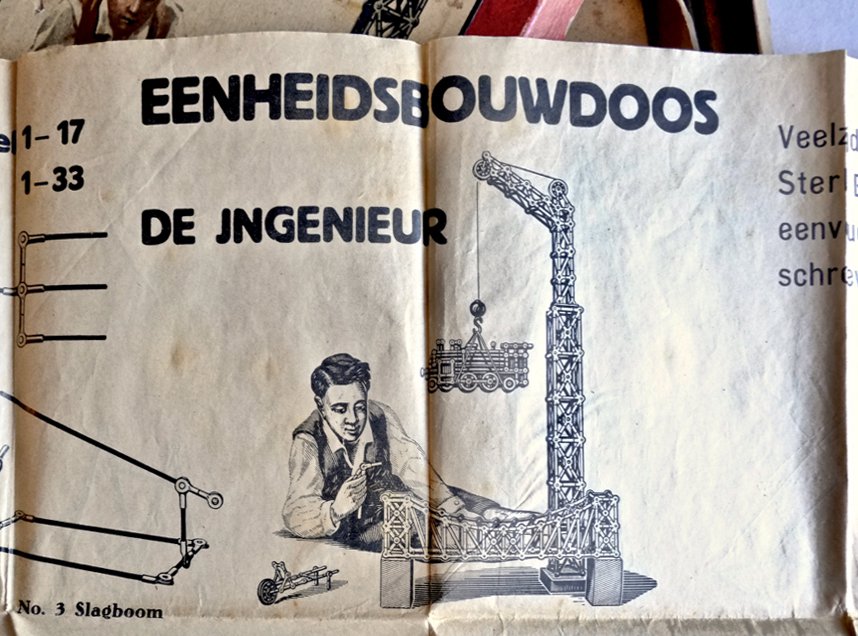 EENHEIDSBOUWDOOS
1-17
1-33
DE JNGENIEUR
No. 3 Slagboom